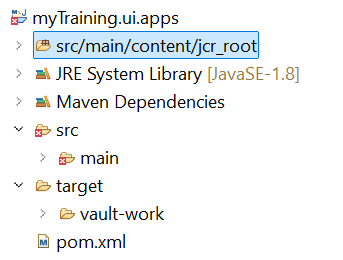 myTraining.ui.apps
src/main/content/jcr_root
JRE System Library [JavaSE-1.8]
Maven Dependencies
src
main
target
vault-work
pom.xml